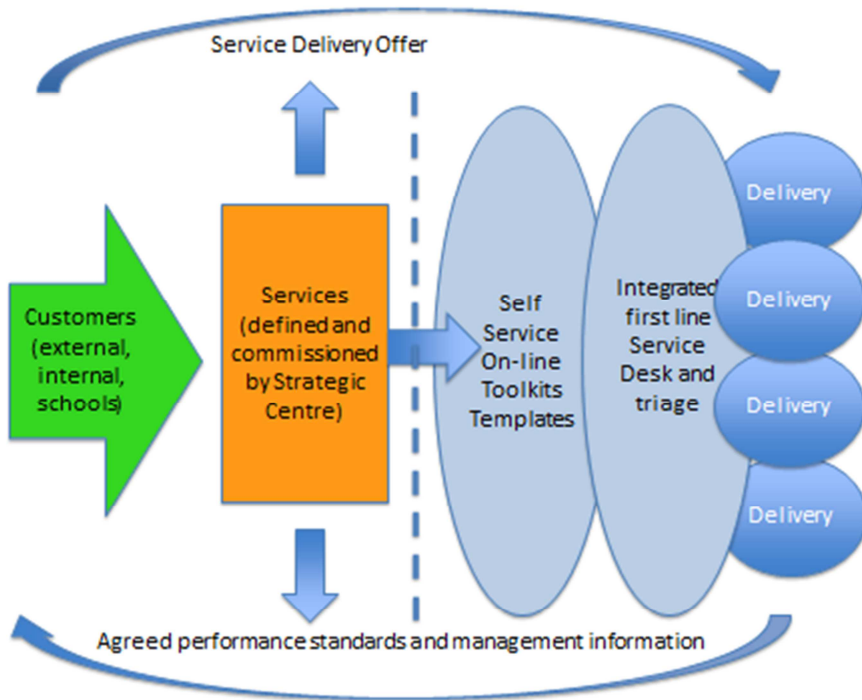 Service Delivery Offer
Customers
(external,
internal,
schools)
Services
(defined and
commissioned
by Strategic
Centre)
Self
Service
On-line
Toolkits
Templates
Integrated
first line
Service
Desk and
triage
Delivery
Delivery
Delivery
Delivery
Agreed performance standards and management information